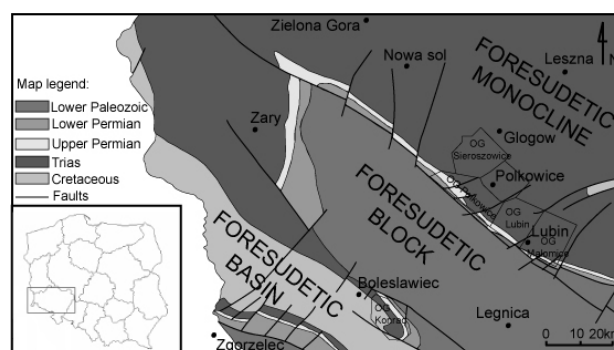 Zielona Gora
Nowa sol
Leszna
N
FORESUDETIC
MONOCLINE
Map legend:
Lower Paleozoic
Lower Permian
Upper Permian
Trias
Cretaceous
Faults
Zary
Glogow
OG
Sieroszowice
Polkowice
OG
OG
Lubin
Lubin
OG
FORESUDETIC
BLOCK
FORESUDETIC
BASIN
Boleslawiec
OG
Konrad
Legnica
Zgorzelec
0 10 20km